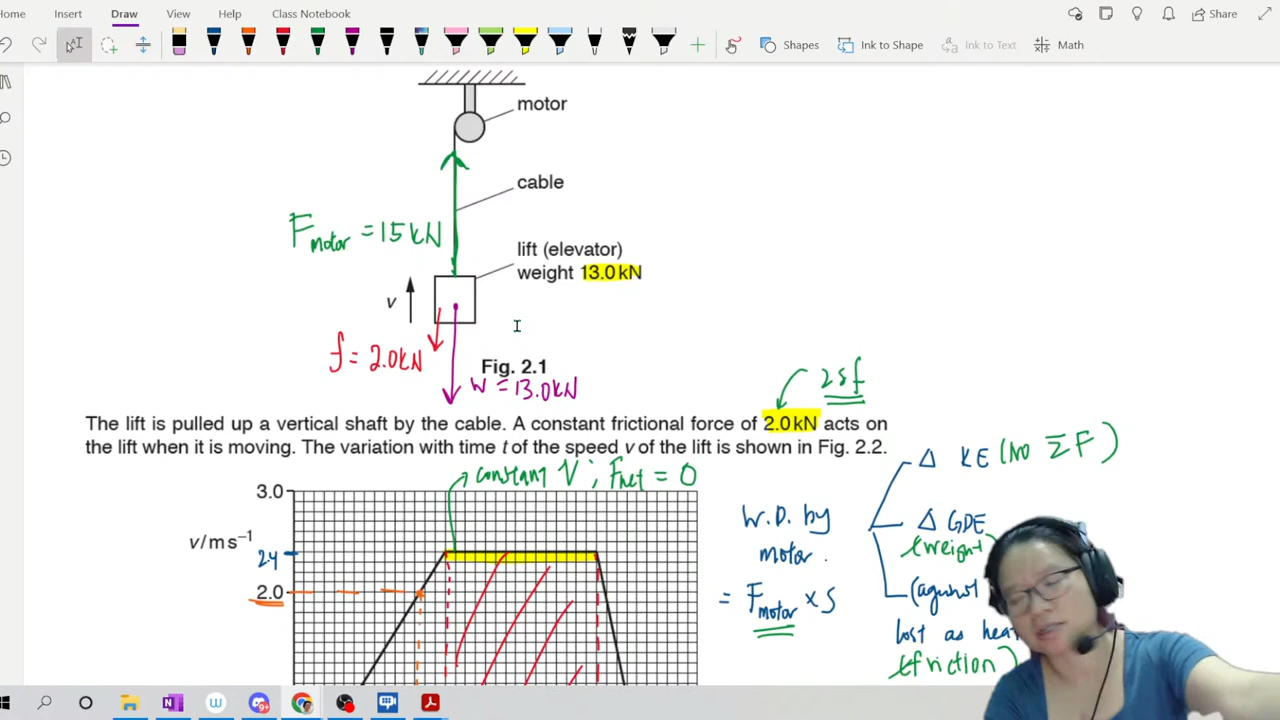 Home Insert Draw View Help Class Notebook Share
Shapes Ink to Shape Ink to Text Math
motor
cable
F motor = 15 kN
lift (elevator)
weight 13.0 kN
v
f = 2.0 kN
Fig. 2.1
W = 13.0 kN
2 sf
The lift is pulled up a vertical shaft by the cable. A constant frictional force of 2.0 kN acts on
the lift when it is moving. The variation with time t of the speed v of the lift is shown in Fig. 2.2.
Δ KE (no ΣF)
constant V ; Fnet = 0
3.0
v / m s⁻¹
2.4
2.0
W.D. by
motor.
= F motor × s
Δ GPE
(weight)
lost as hea
(friction)